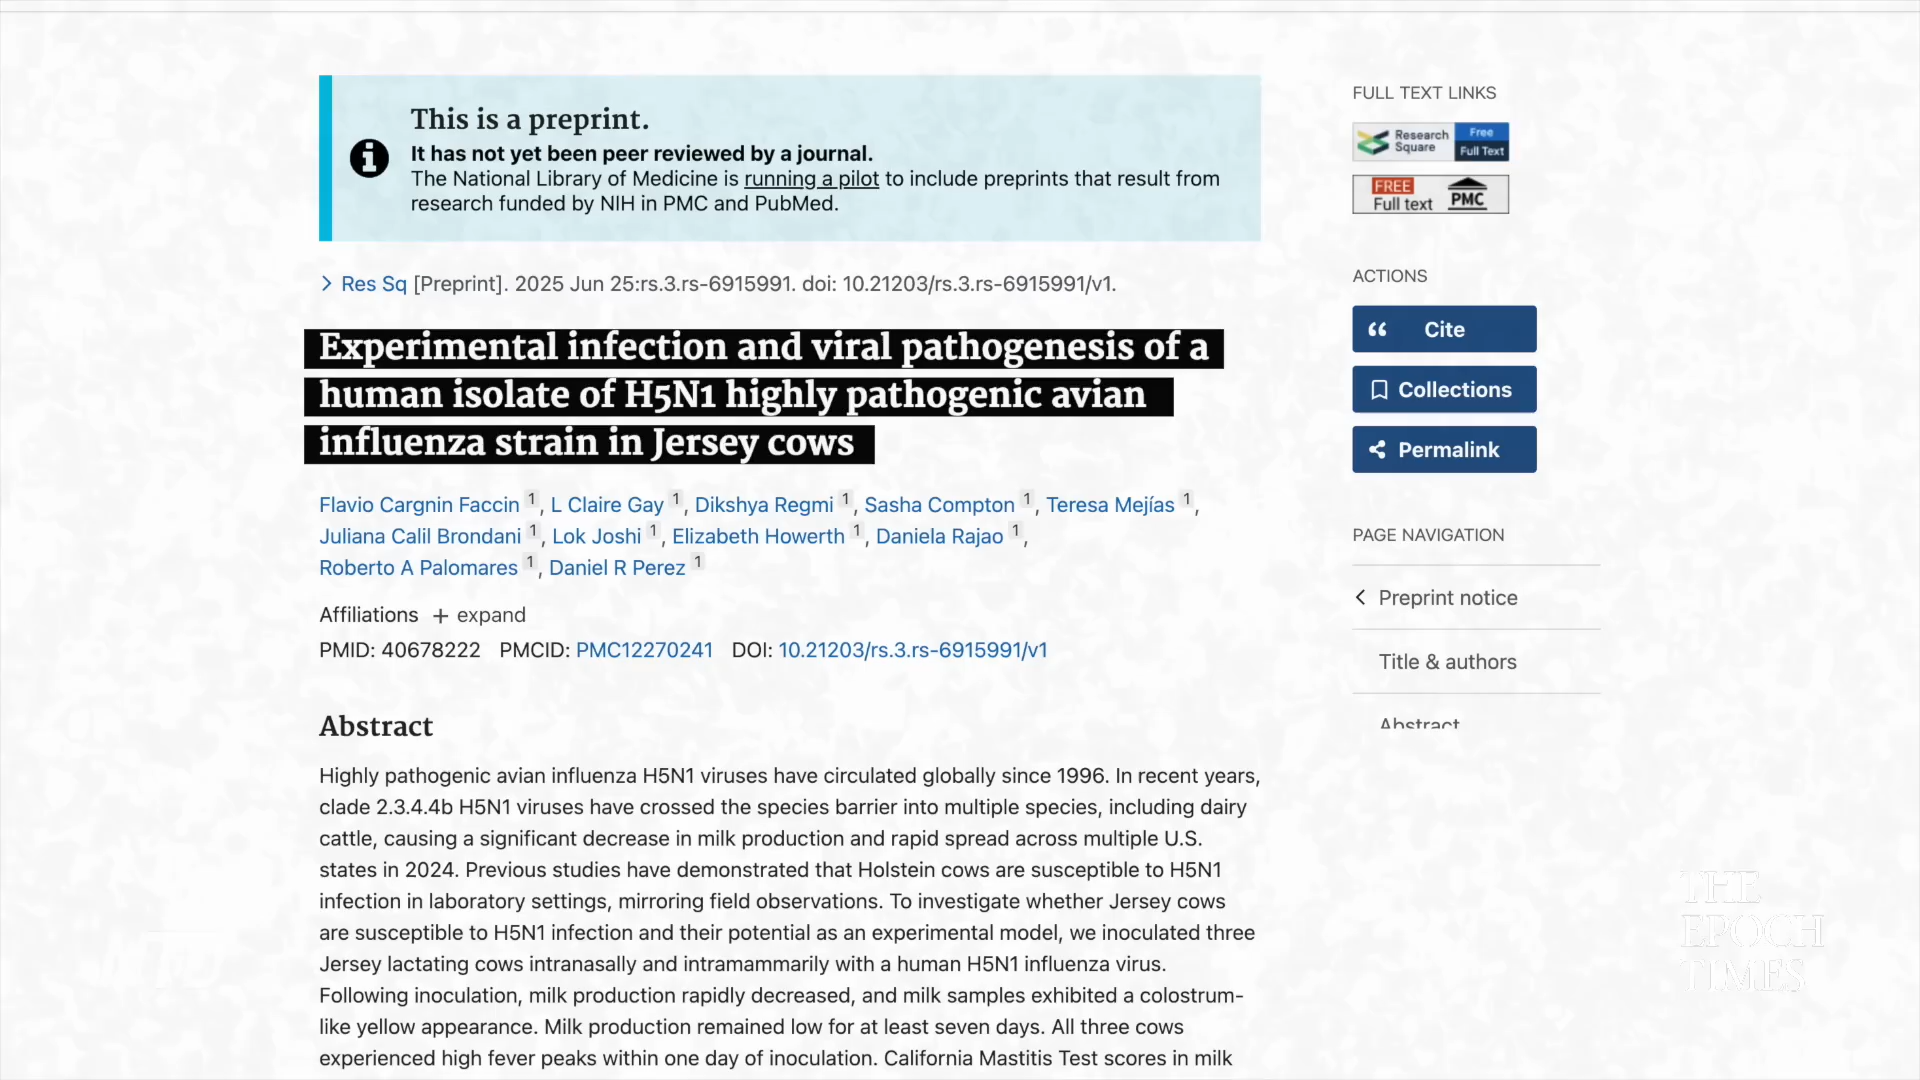 This is a preprint.
It has not yet been peer reviewed by a journal.
The National Library of Medicine is running a pilot to include preprints that result from
research funded by NIH in PMC and PubMed.
Res Sq [Preprint]. 2025 Jun 25:rs.3.rs-6915991. doi: 10.21203/rs.3.rs-6915991/v1.
Experimental infection and viral pathogenesis of a
human isolate of H5N1 highly pathogenic avian
influenza strain in Jersey cows
Flavio Cargnin Faccin 1, L Claire Gay 1, Dikshya Regmi 1, Sasha Compton 1, Teresa Mejías 1,
Juliana Calil Brondani 1, Lok Joshi 1, Elizabeth Howerth 1, Daniela Rajao 1,
Roberto A Palomares 1, Daniel R Perez 1
Affiliations + expand
PMID: 40678222 PMCID: PMC12270241 DOI: 10.21203/rs.3.rs-6915991/v1
Abstract
Highly pathogenic avian influenza H5N1 viruses have circulated globally since 1996. In recent years,
clade 2.3.4.4b H5N1 viruses have crossed the species barrier into multiple species, including dairy
cattle, causing a significant decrease in milk production and rapid spread across multiple U.S.
states in 2024. Previous studies have demonstrated that Holstein cows are susceptible to H5N1
infection in laboratory settings, mirroring field observations. To investigate whether Jersey cows
are susceptible to H5N1 infection and their potential as an experimental model, we inoculated three
Jersey lactating cows intranasally and intramammarily with a human H5N1 influenza virus.
Following inoculation, milk production rapidly decreased, and milk samples exhibited a colostrum-
like yellow appearance. Milk production remained low for at least seven days. All three cows
experienced high fever peaks within one day of inoculation. California Mastitis Test scores in milk
FULL TEXT LINKS
Research Square Free Full Text
FREE Full text PMC
ACTIONS
Cite
Collections
Permalink
PAGE NAVIGATION
Preprint notice
Title & authors
Abstract
THE
EPOCH
TIMES